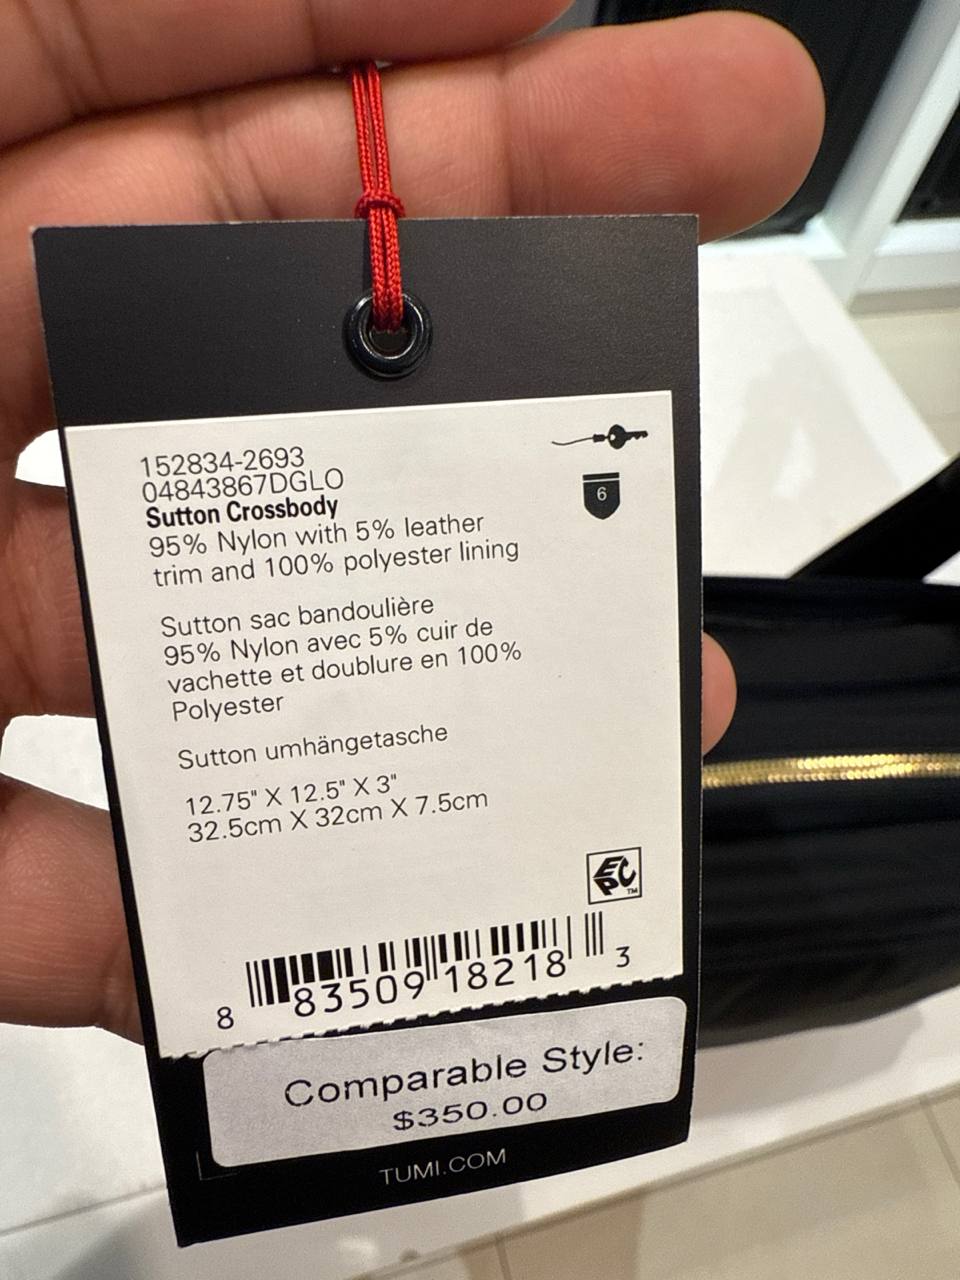 152834-2693
04843867DGLO
Sutton Crossbody
95% Nylon with 5% leather
trim and 100% polyester lining
Sutton sac bandoulière
95% Nylon avec 5% cuir de
vachette et doublure en 100%
Polyester
Sutton umhängetasche
12.75" X 12.5" X 3"
32.5cm X 32cm X 7.5cm
6
EPC™
8 83509 18218 3
Comparable Style:
$350.00
TUMI.COM